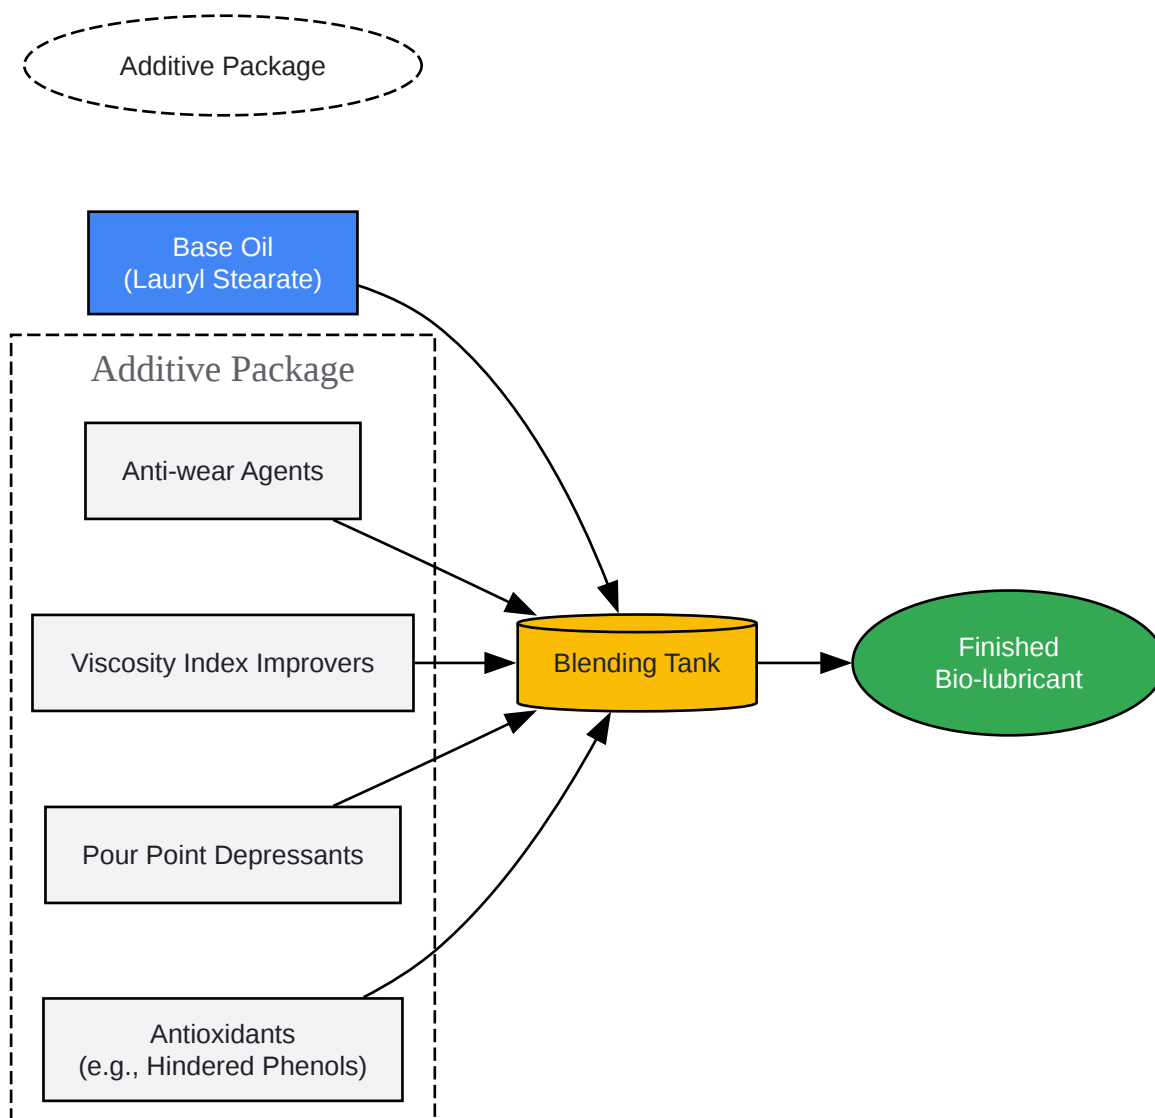 Additive Package
Base Oil
(Lauryl Stearate)
Additive Package
Anti-wear Agents
Viscosity Index Improvers
Blending Tank
Finished
Bio-lubricant
Pour Point Depressants
Antioxidants
(e.g., Hindered Phenols)